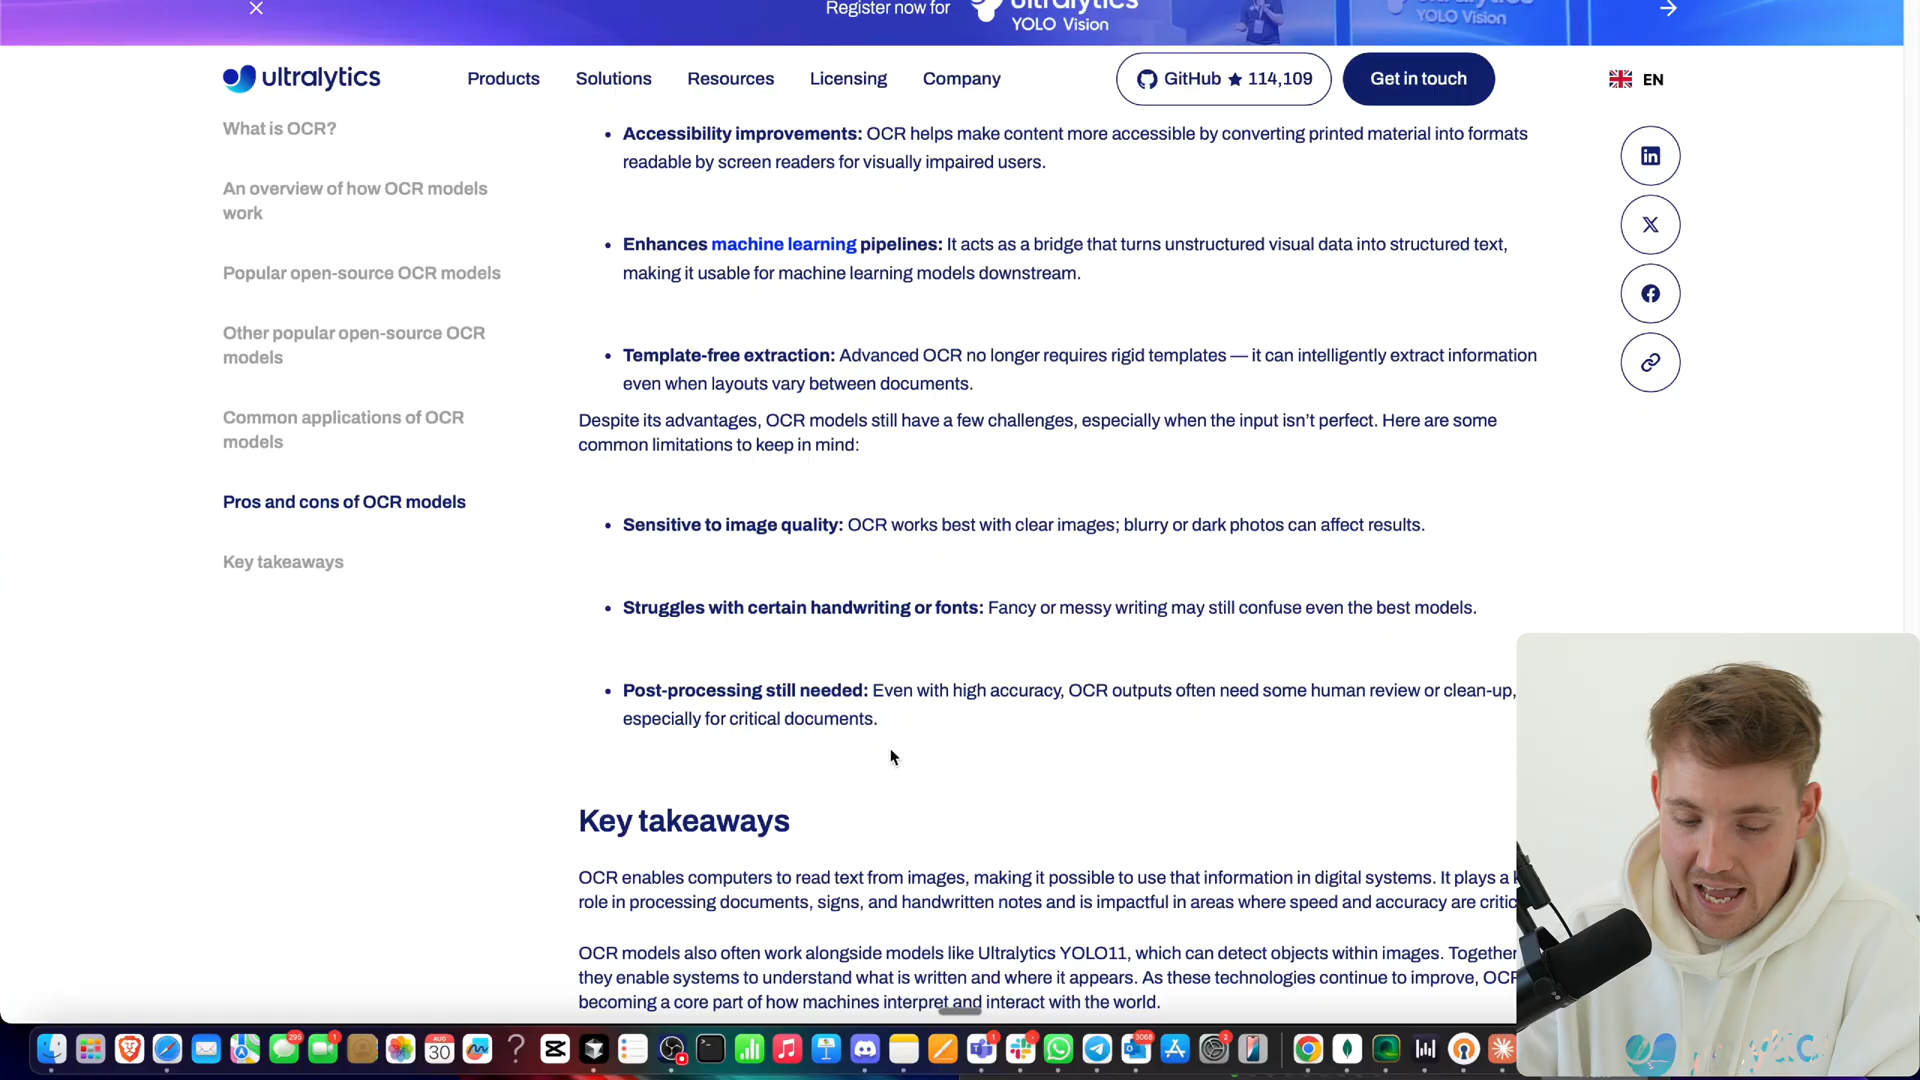 Register now for
ultralytics
YOLO Vision
YOLO Vision
ultralytics
Products
Solutions
Resources
Licensing
Company
GitHub ★ 114,109
Get in touch
EN
What is OCR?
An overview of how OCR models
work
Popular open-source OCR models
Other popular open-source OCR
models
Common applications of OCR
models
Pros and cons of OCR models
Key takeaways
• Accessibility improvements: OCR helps make content more accessible by converting printed material into formats
readable by screen readers for visually impaired users.
• Enhances machine learning pipelines: It acts as a bridge that turns unstructured visual data into structured text,
making it usable for machine learning models downstream.
• Template-free extraction: Advanced OCR no longer requires rigid templates — it can intelligently extract information
even when layouts vary between documents.
Despite its advantages, OCR models still have a few challenges, especially when the input isn’t perfect. Here are some
common limitations to keep in mind:
• Sensitive to image quality: OCR works best with clear images; blurry or dark photos can affect results.
• Struggles with certain handwriting or fonts: Fancy or messy writing may still confuse even the best models.
• Post-processing still needed: Even with high accuracy, OCR outputs often need some human review or clean-up,
especially for critical documents.
Key takeaways
OCR enables computers to read text from images, making it possible to use that information in digital systems. It plays a
role in processing documents, signs, and handwritten notes and is impactful in areas where speed and accuracy are
OCR models also often work alongside models like Ultralytics YOLO11, which can detect objects within images. Together
they enable systems to understand what is written and where it appears. As these technologies continue to improve, OCR
becoming a core part of how machines interpret and interact with the world.
295
1
AUG
30
1
3068
2